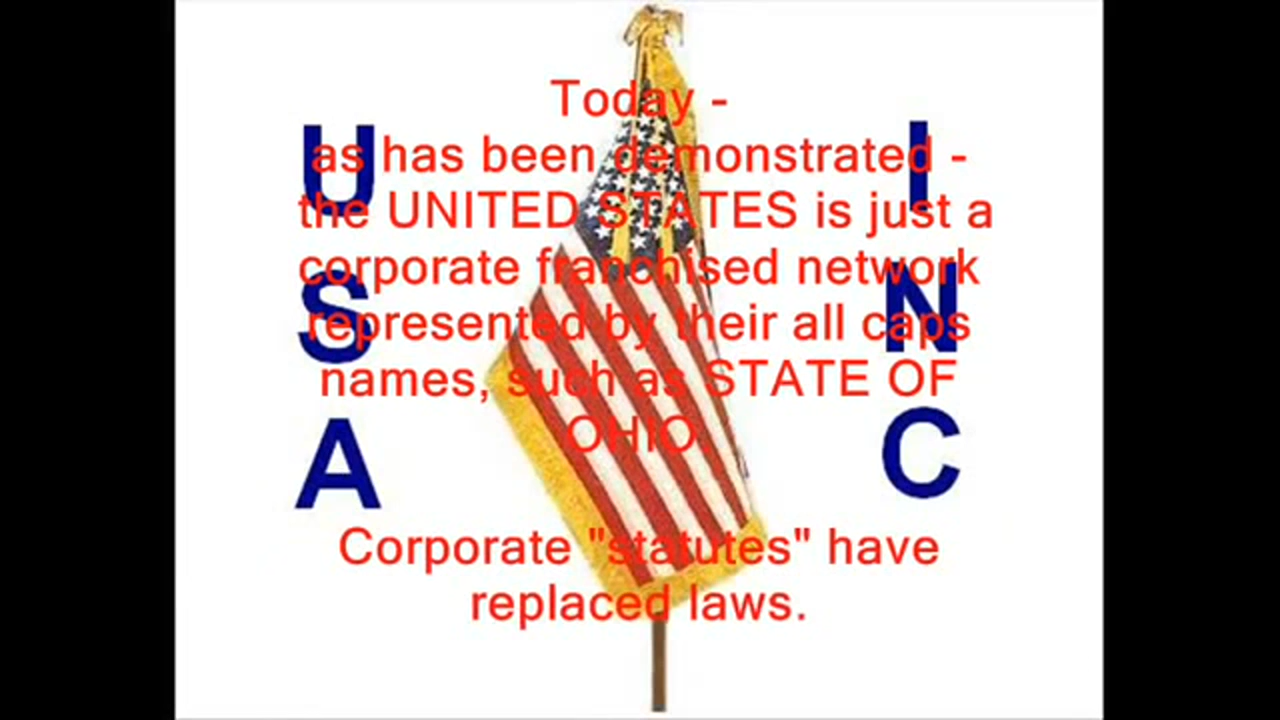 Today -
as has been demonstrated -
the UNITED STATES is just a
corporate franchised network
represented by their all caps
names, such as STATE OF
OHIO.
Corporate "statutes" have
replaced laws.
U
S
A
I
N
C